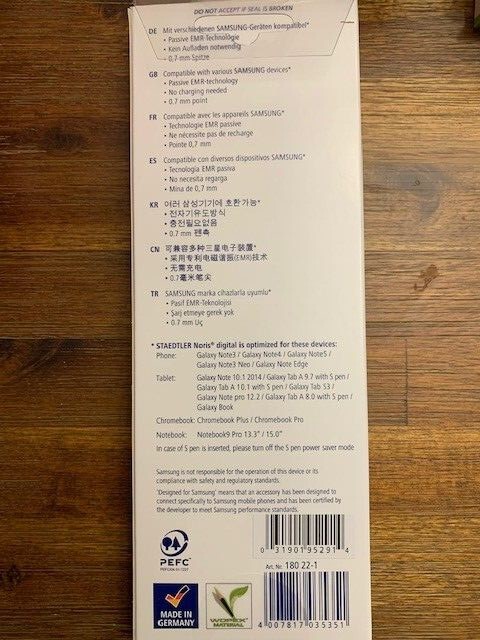 DO NOT ACCEPT IF SEAL IS BROKEN
DE Mit verschiedenen SAMSUNG-Geräten kompatibel*
• Passive EMR-Technologie
• Kein Aufladen notwendig
• 0,7 mm Spitze
GB Compatible with various SAMSUNG devices*
• Passive EMR-technology
• No charging needed
• 0.7 mm point
FR Compatible avec les appareils SAMSUNG*
• Technologie EMR passive
• Ne nécessite pas de recharge
• Pointe 0,7 mm
ES Compatible con diversos dispositivos SAMSUNG*
• Tecnología EMR pasiva
• No necesita regarga
• Mina de 0,7 mm
KR 여러 삼성기기에 호환가능*
• 전자기유도방식
• 충전필요없음
• 0.7 mm 펜촉
CN 可兼容多种三星电子装置*
• 采用专利电磁谐振(EMR)技术
• 无需充电
• 0.7毫米笔尖
TR SAMSUNG marka cihazlarla uyumlu*
• Pasif EMR-Teknolojisi
• Şarj etmeye gerek yok
• 0.7 mm Uç
* STAEDTLER Noris® digital is optimized for these devices:
Phone: Galaxy Note3 / Galaxy Note4 / Galaxy Note5 /
Galaxy Note3 Neo / Galaxy Note Edge
Tablet: Galaxy Note 10.1 2014 / Galaxy Tab A 9.7 with S pen /
Galaxy Tab A 10.1 with S pen / Galaxy Tab S3 /
Galaxy Note pro 12.2 / Galaxy Tab A 8.0 with S pen /
Galaxy Book
Chromebook: Chromebook Plus / Chromebook Pro
Notebook: Notebook9 Pro 13.3" / 15.0"
In case of S pen is inserted, please turn off the S pen power saver mode
Samsung is not responsible for the operation of this device or its
compliance with safety and regulatory standards.
'Designed for Samsung' means that an accessory has been designed to
connect specifically to Samsung mobile phones and has been certified by
the developer to meet Samsung performance standards.
0 31901 95291 4
PEFC™
Art. Nr. 180 22-1
MADE IN
GERMANY
WOPEX®
MATERIAL
4 007817 035351